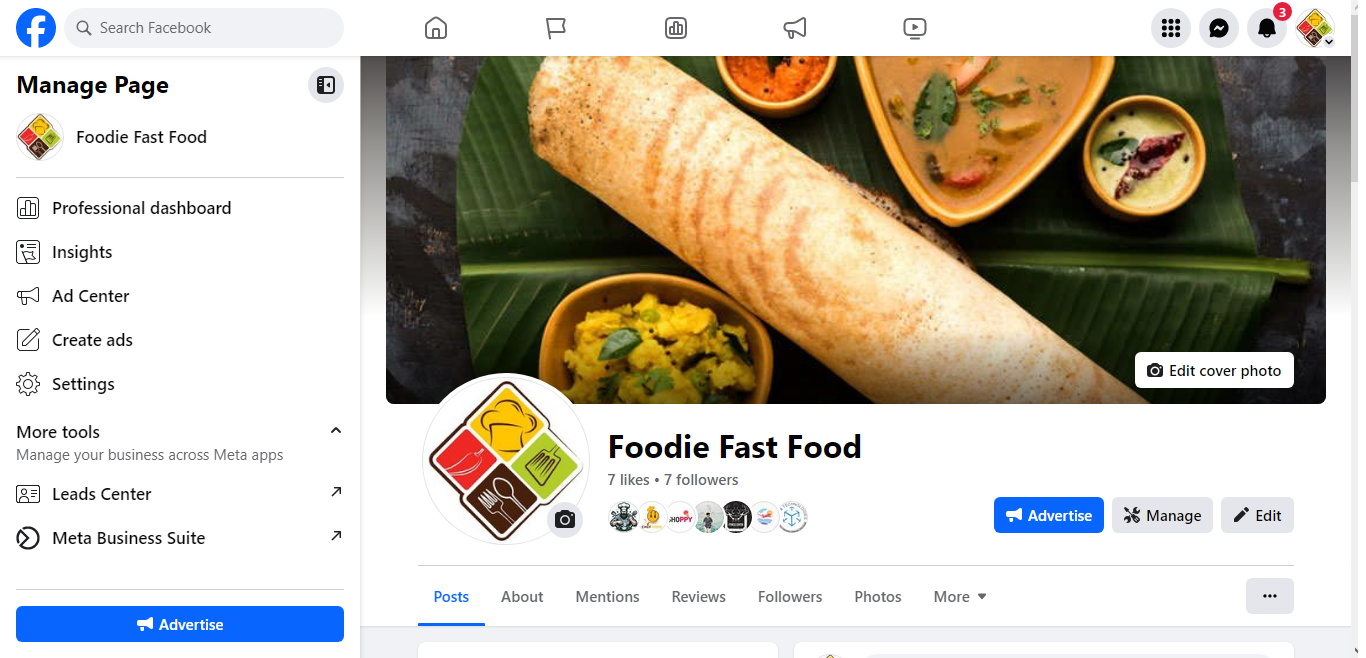 Search Facebook
3
Manage Page
Foodie Fast Food
Professional dashboard
Insights
Ad Center
Create ads
Settings
More tools
Manage your business across Meta apps
Leads Center
Meta Business Suite
Advertise
Edit cover photo
Foodie Fast Food
7 likes • 7 followers
HOPPY
Advertise
Manage
Edit
Posts
About
Mentions
Reviews
Followers
Photos
More